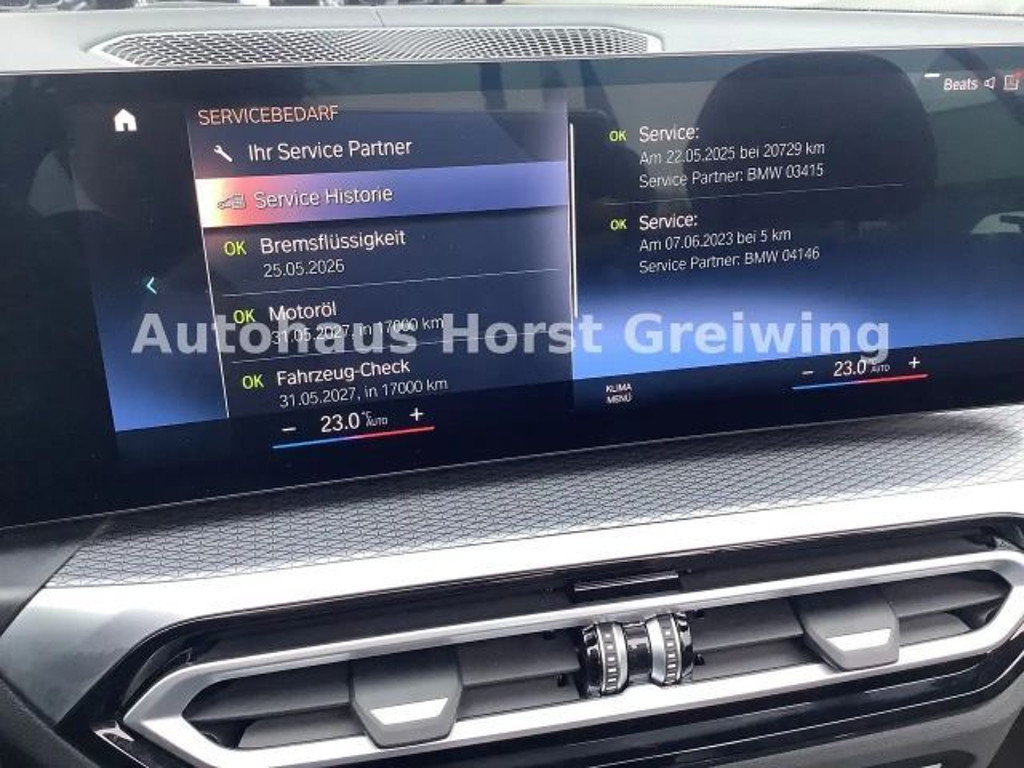 Beats
SERVICEBEDARF
Ihr Service Partner
Service Historie
OK Bremsflüssigkeit
25.05.2026
OK Motoröl
31.05.2027, in 17000 km
OK Fahrzeug-Check
31.05.2027, in 17000 km
OK Service:
Am 22.05.2025 bei 20729 km
Service Partner: BMW 03415
OK Service:
Am 07.06.2023 bei 5 km
Service Partner: BMW 04146
Autohaus Horst Greiwing
− 23.0 °C AUTO +
KLIMA
MENÜ
− 23.0 °C AUTO +